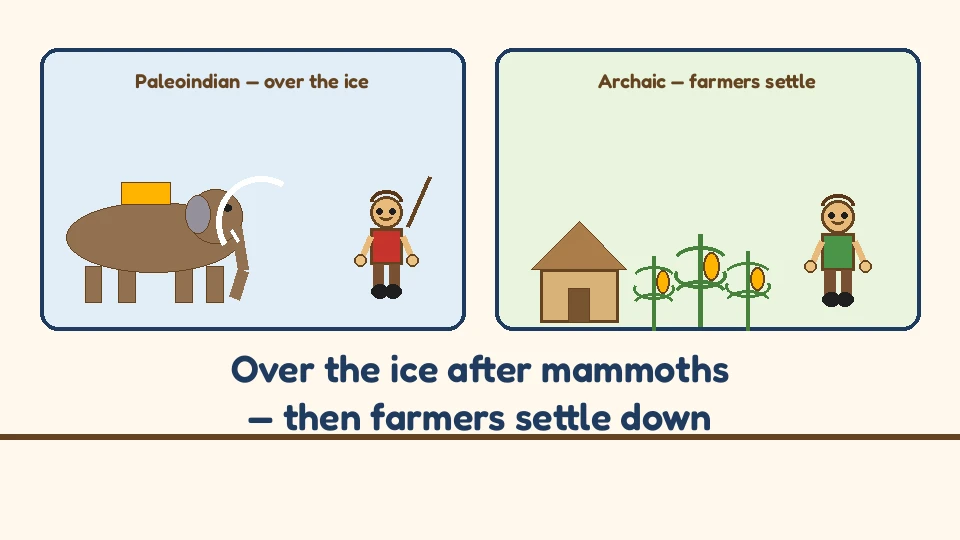 Paleoindian — over the ice
Archaic — farmers settle
Over the ice after mammoths
— then farmers settle down